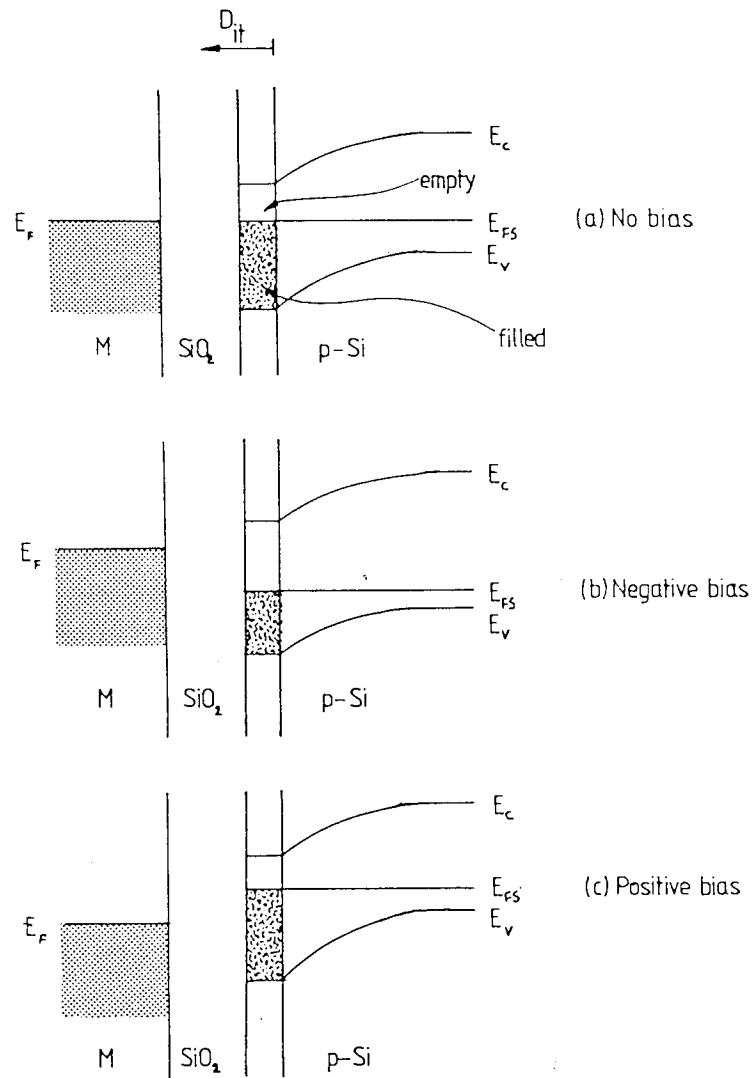 D_it
E_c
empty
E_F
E_FS
(a) No bias
E_v
filled
M
SiO₂
p-Si
E_c
E_F
E_FS
(b) Negative bias
E_v
M
SiO₂
p-Si
E_c
E_FS
(c) Positive bias
E_v
E_F
M
SiO₂
p-Si